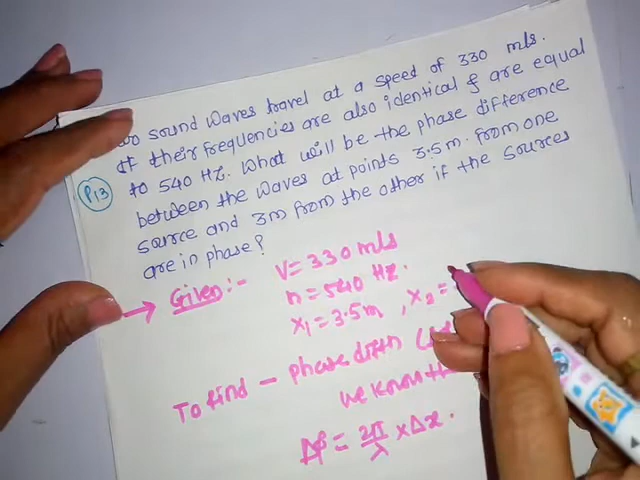 sound waves travel at a speed of 330 m/s.
If their frequencies are also identical & are equal
to 540 HZ. What will be the phase difference
P13
between the waves at points 3.5m. from one
source and 3m from the other if the sources
are in phase?
Given:- V=330 m/s
n=540 HZ.
x1=3.5m, x2=
To find - phase diffn
we know
Δφ = 2π/λ × Δx.